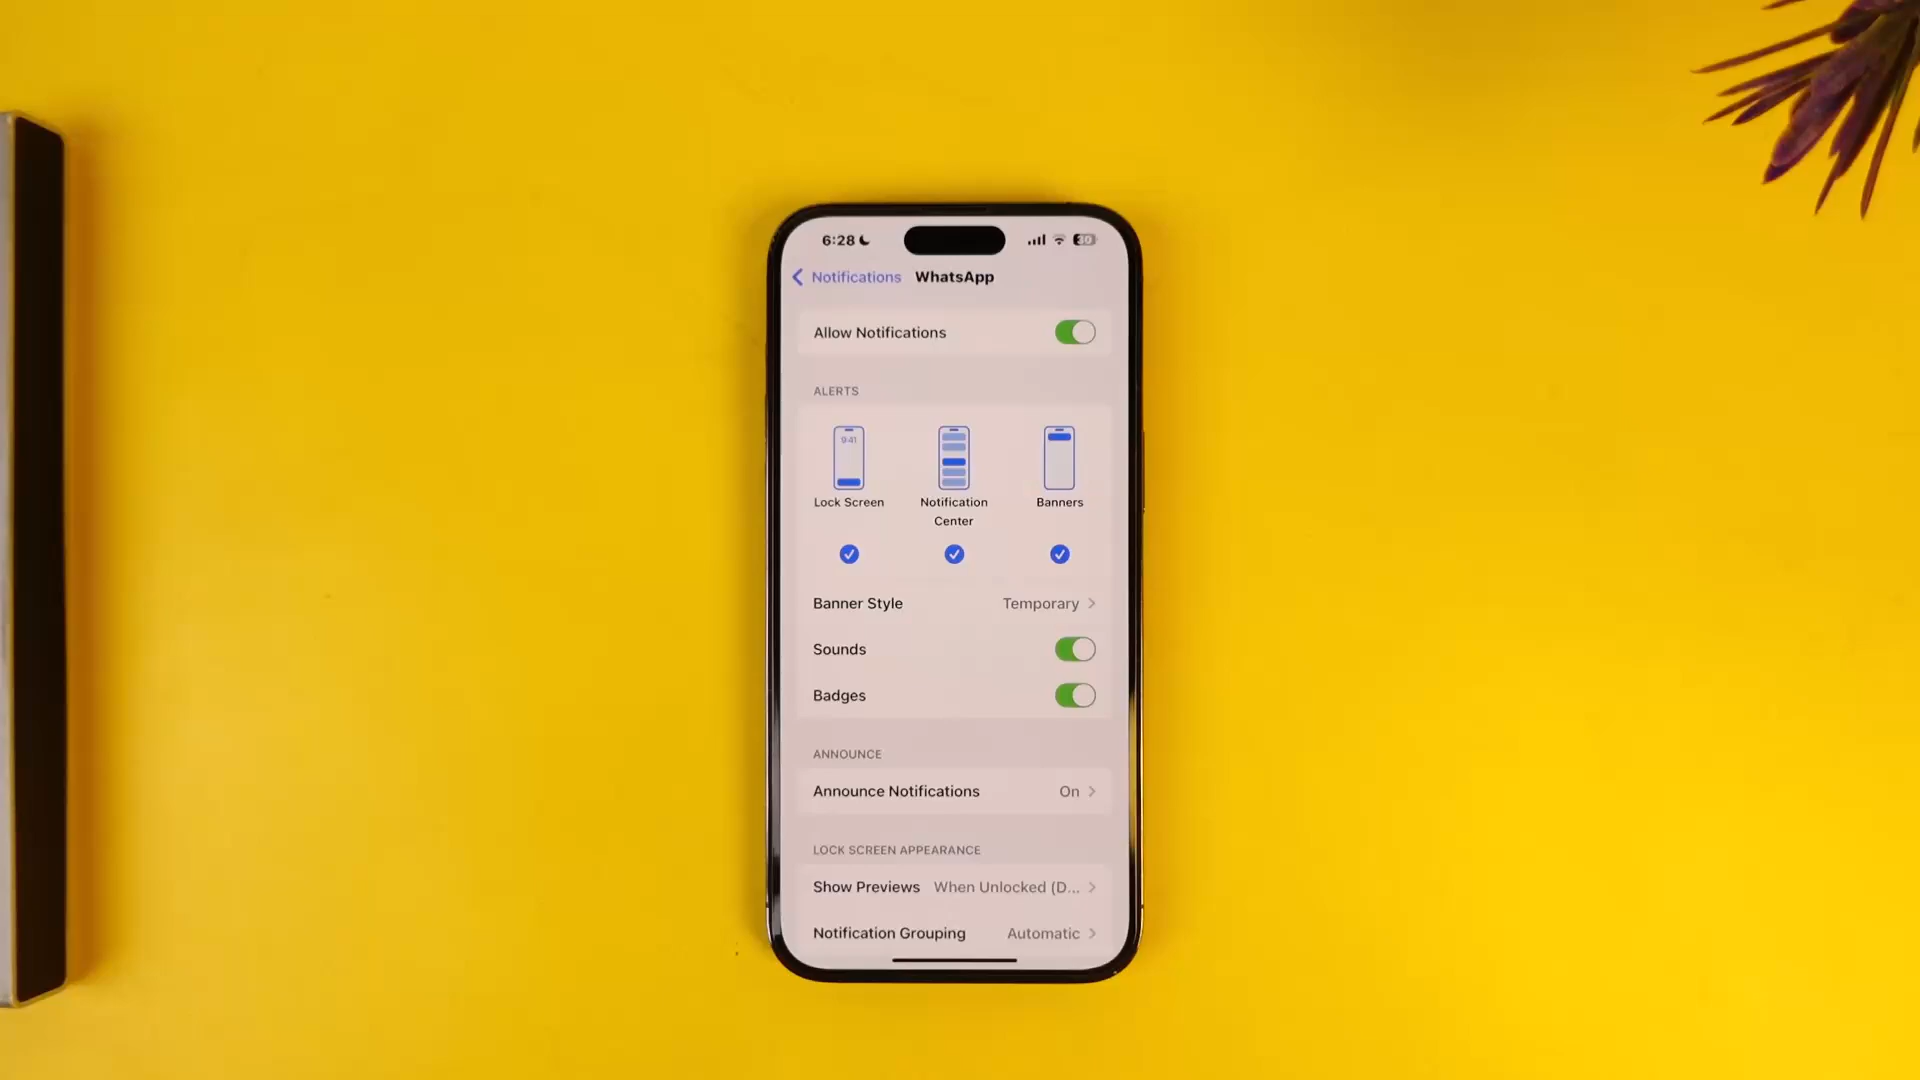 6:28
30
Notifications WhatsApp
Allow Notifications
ALERTS
9:41
Lock Screen
Notification
Center
Banners
Banner Style Temporary
Sounds
Badges
ANNOUNCE
Announce Notifications On
LOCK SCREEN APPEARANCE
Show Previews When Unlocked (D...
Notification Grouping Automatic